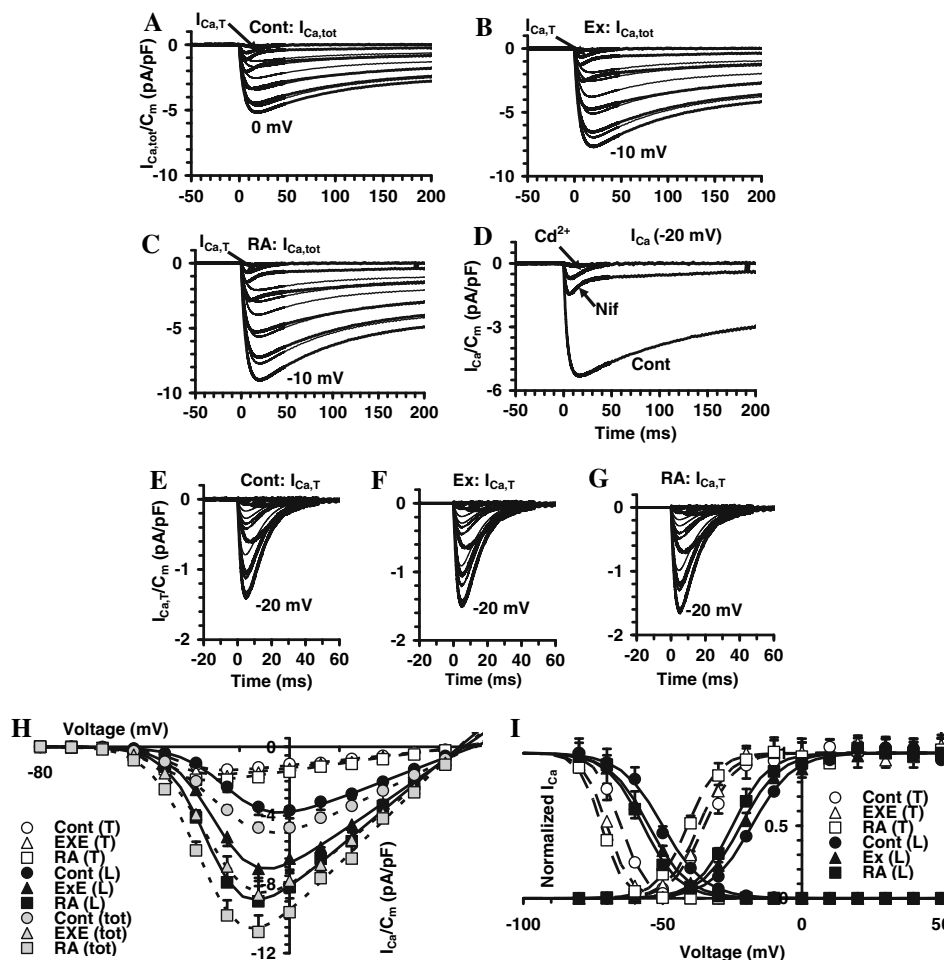 A
I_Ca,T
Cont: I_Ca,tot
I_Ca,tot/C_m (pA/pF)
0
-5
-10
0 mV
-50 0 50 100 150 200
B
I_Ca,T
Ex: I_Ca,tot
0
-5
-10
-10 mV
-50 0 50 100 150 200
C
I_Ca,T
RA: I_Ca,tot
0
-5
-10
-10 mV
-50 0 50 100 150 200
D
Cd²⁺
I_Ca (-20 mV)
I_Ca/C_m (pA/pF)
0
-3
-6
Nif
Cont
-50 0 50 100 150 200
Time (ms)
E
Cont: I_Ca,T
I_Ca,T/C_m (pA/pF)
0
-1
-2
-20 mV
-20 0 20 40 60
Time (ms)
F
Ex: I_Ca,T
0
-1
-2
-20 mV
-20 0 20 40 60
Time (ms)
G
RA: I_Ca,T
0
-1
-2
-20 mV
-20 0 20 40 60
Time (ms)
H
Voltage (mV)
-80
0
-4
-8
-12
I_Ca/C_m (pA/pF)
Cont (T)
EXE (T)
RA (T)
Cont (L)
ExE (L)
RA (L)
Cont (tot)
EXE (tot)
RA (tot)
I
Normalized I_Ca
0.5
0
Cont (T)
EXE (T)
RA (T)
Cont (L)
Ex (L)
RA (L)
-100 -50 0 50
Voltage (mV)